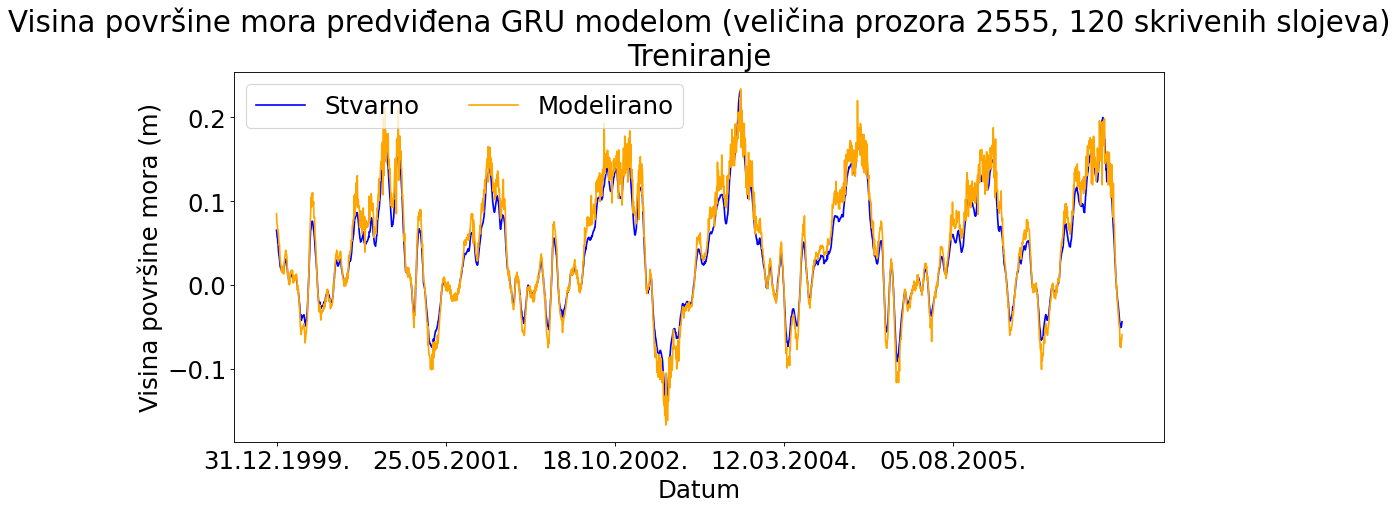 Visina površine mora predviđena GRU modelom (veličina prozora 2555, 120 skrivenih slojeva)
Treniranje
Stvarno Modelirano
Visina površine mora (m)
0.2
0.1
0.0
−0.1
31.12.1999. 25.05.2001. 18.10.2002. 12.03.2004. 05.08.2005.
Datum